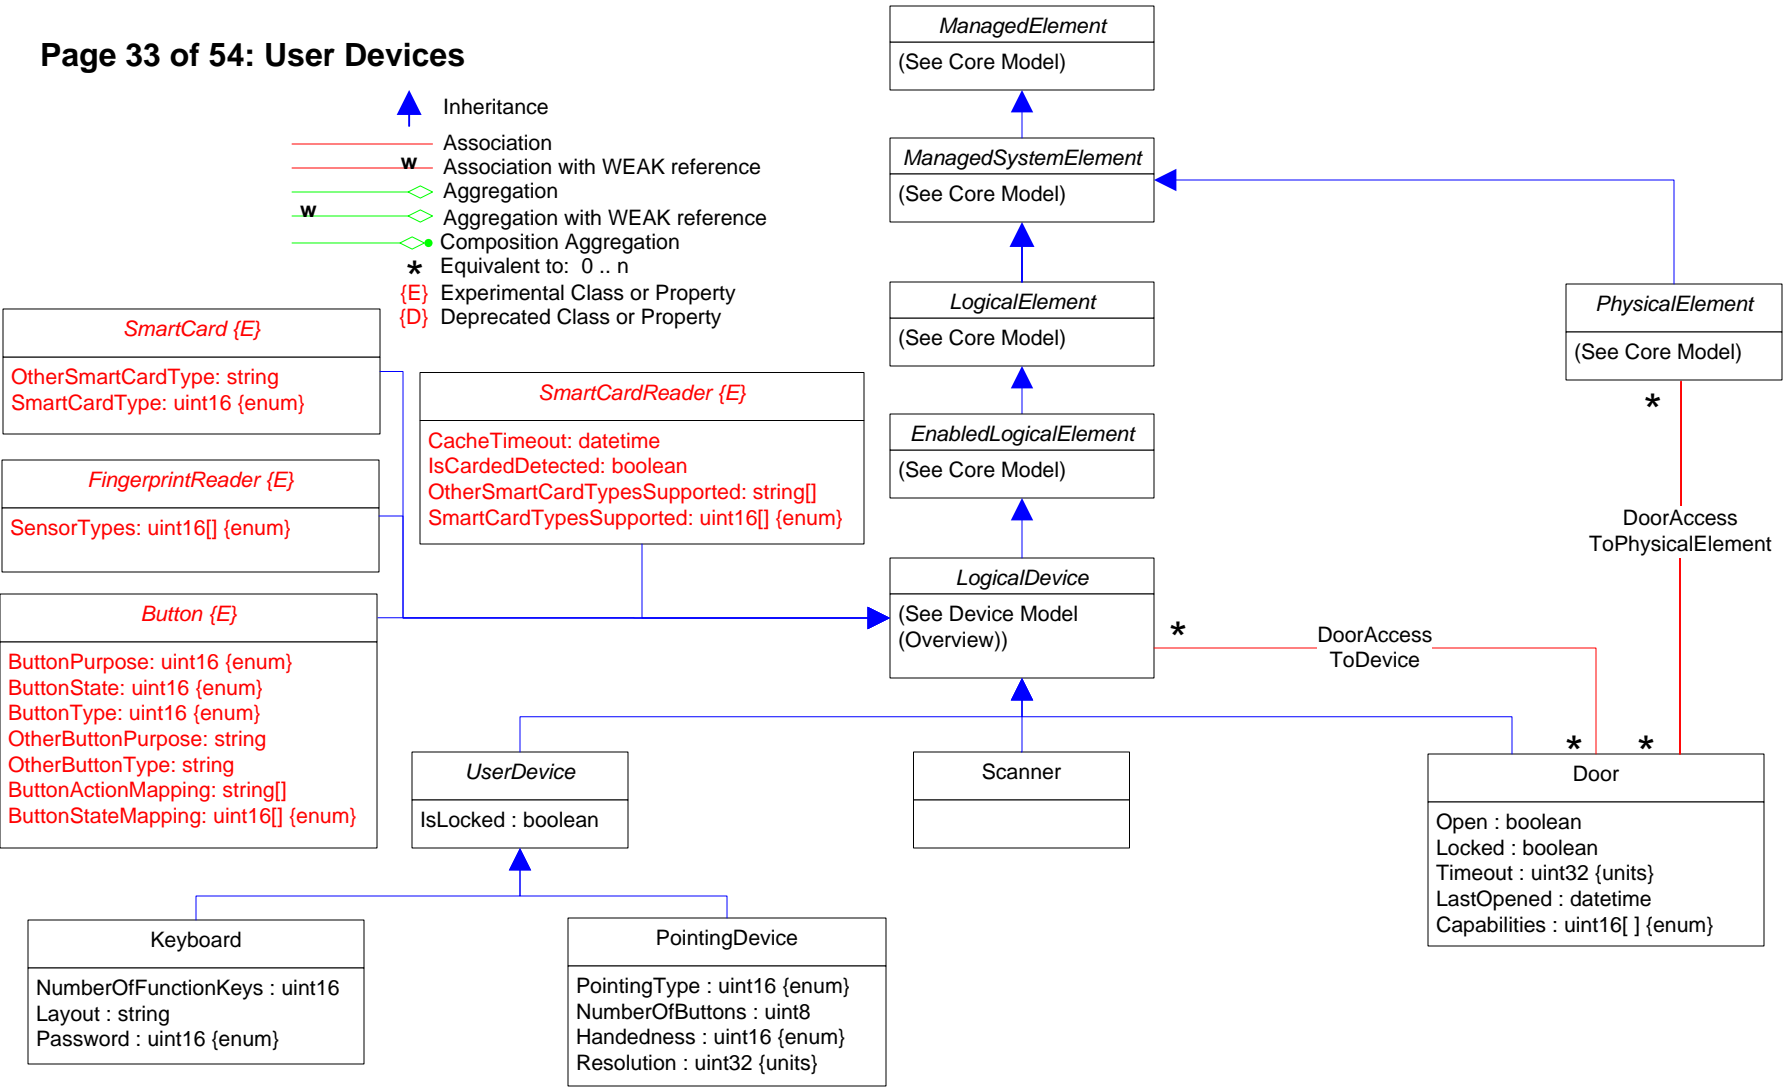 Page 33 of 54: User Devices
Inheritance
Association
w
Association with WEAK reference
Aggregation
w
Aggregation with WEAK reference
Composition Aggregation
* Equivalent to: 0 .. n
{E} Experimental Class or Property
{D} Deprecated Class or Property
ManagedElement
(See Core Model)
ManagedSystemElement
(See Core Model)
LogicalElement
(See Core Model)
PhysicalElement
(See Core Model)
*
SmartCard {E}
OtherSmartCardType: string
SmartCardType: uint16 {enum}
SmartCardReader {E}
CacheTimeout: datetime
IsCardedDetected: boolean
OtherSmartCardTypesSupported: string[]
SmartCardTypesSupported: uint16[] {enum}
EnabledLogicalElement
(See Core Model)
FingerprintReader {E}
SensorTypes: uint16[] {enum}
DoorAccess
ToPhysicalElement
LogicalDevice
(See Device Model
(Overview))
*
DoorAccess
ToDevice
Button {E}
ButtonPurpose: uint16 {enum}
ButtonState: uint16 {enum}
ButtonType: uint16 {enum}
OtherButtonPurpose: string
OtherButtonType: string
ButtonActionMapping: string[]
ButtonStateMapping: uint16[] {enum}
UserDevice
IsLocked : boolean
Scanner
* *
Door
Open : boolean
Locked : boolean
Timeout : uint32 {units}
LastOpened : datetime
Capabilities : uint16[ ] {enum}
Keyboard
NumberOfFunctionKeys : uint16
Layout : string
Password : uint16 {enum}
PointingDevice
PointingType : uint16 {enum}
NumberOfButtons : uint8
Handedness : uint16 {enum}
Resolution : uint32 {units}